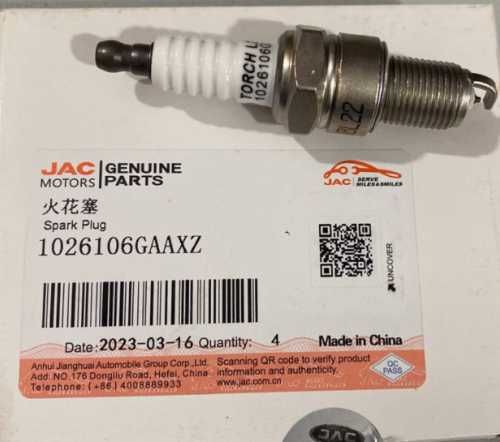 TORCH
1026106G
L22
JAC MOTORS GENUINE PARTS
JAC SERVE MILES&SMILES
火花塞
Spark Plug
1026106GAAXZ
UNCOVER
Date:2023-03-16 Quantity: 4 Made in China
Anhui Jianghuai Automobile Group Corp.,Ltd.
Add:NO.176 Dongliu Road, Hefei, China
Telephone: (+86) 4008889933
Scanning QR code to verify product
information and authenticity.
www.jac.com.cn
QC
PASS
JAC